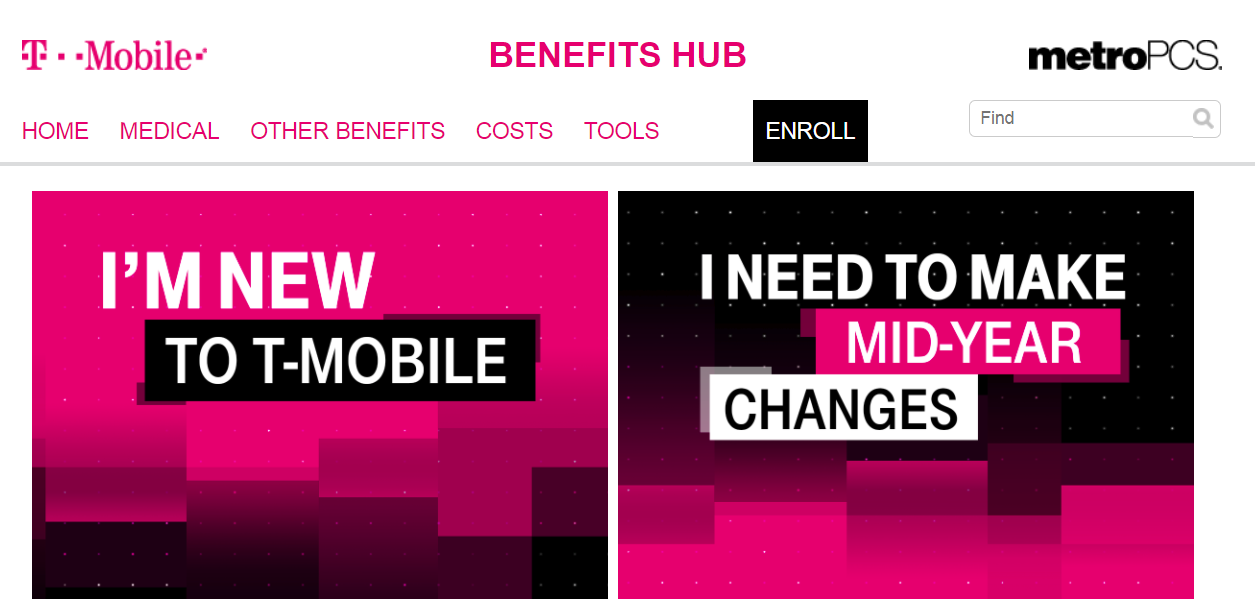 T··Mobile·
BENEFITS HUB
metroPCS.
HOME MEDICAL OTHER BENEFITS COSTS TOOLS ENROLL Find
I'M NEW
TO T-MOBILE
I NEED TO MAKE
MID-YEAR
CHANGES